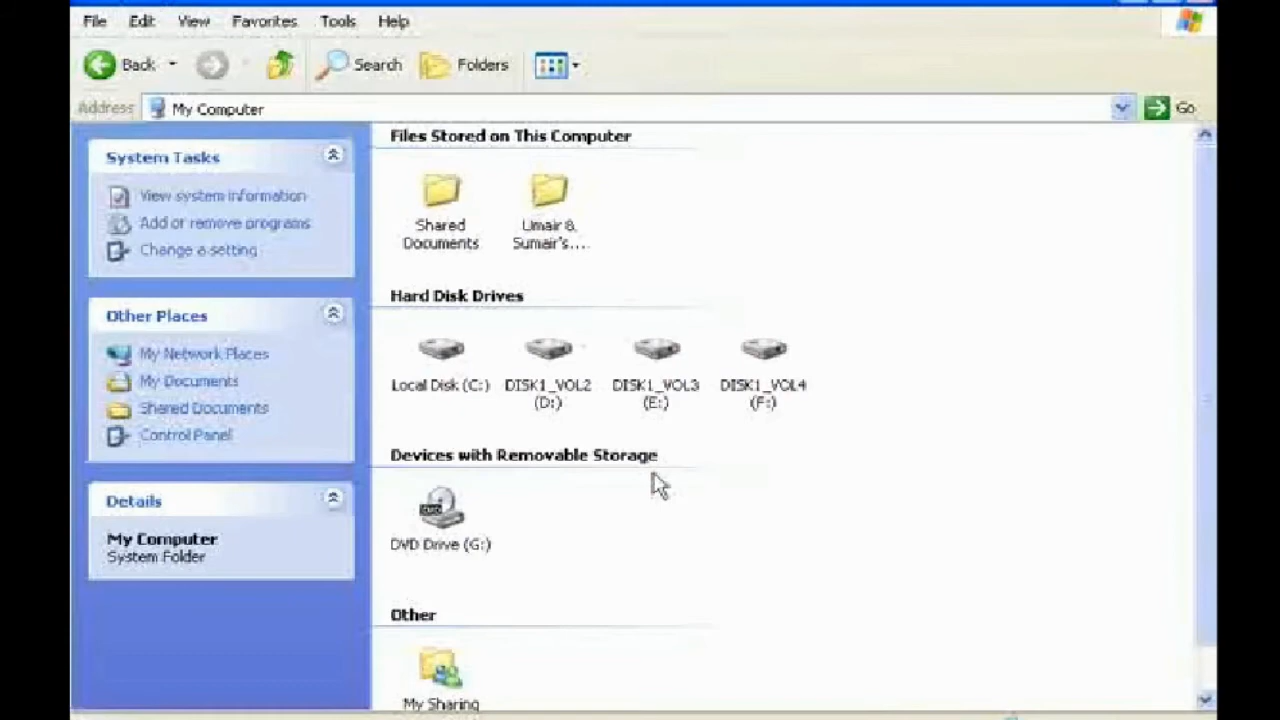 File Edit View Favorites Tools Help
Back Search Folders
Address My Computer Go
System Tasks
View system information
Add or remove programs
Change a setting
Other Places
My Network Places
My Documents
Shared Documents
Control Panel
Details
My Computer
System Folder
Files Stored on This Computer
Shared
Documents
Umair &
Sumair's....
Hard Disk Drives
Local Disk (C:)
DISK1_VOL2
(D:)
DISK1_VOL3
(E:)
DISK1_VOL4
(F:)
Devices with Removable Storage
DVD
DVD Drive (G:)
Other
My Sharing